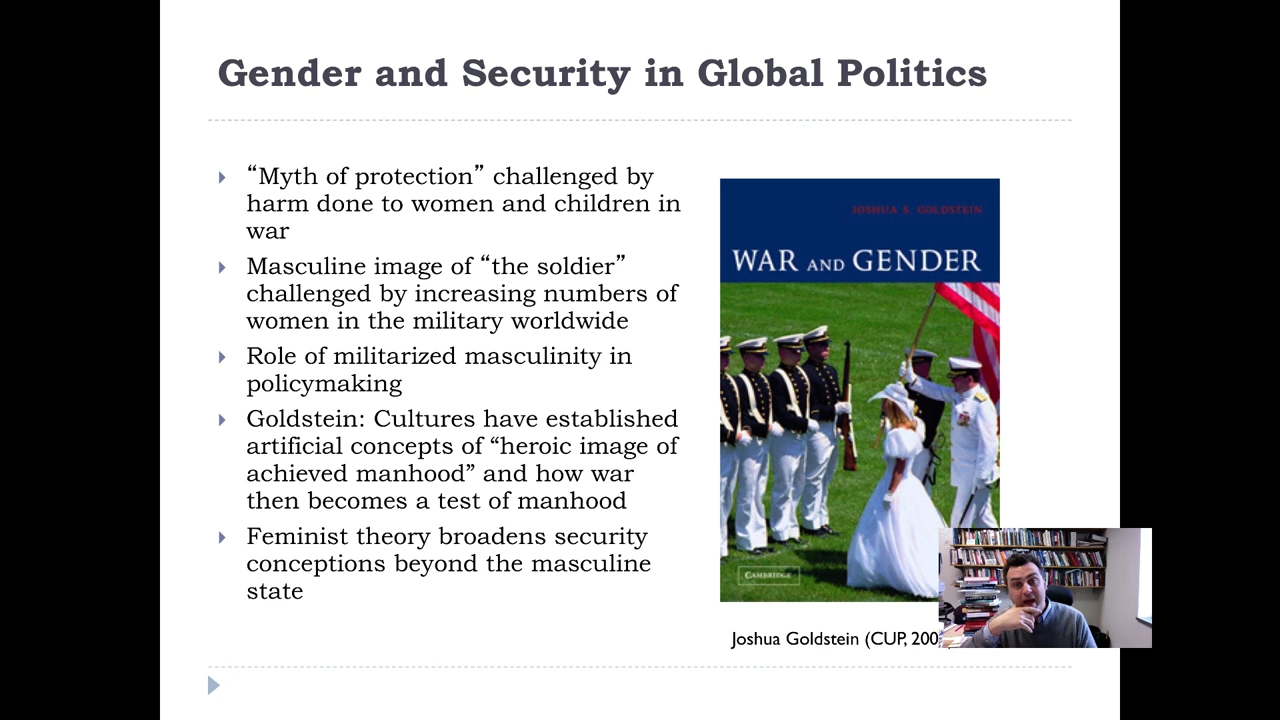 Gender and Security in Global Politics
“Myth of protection” challenged by
harm done to women and children in
war
Masculine image of “the soldier”
challenged by increasing numbers of
women in the military worldwide
Role of militarized masculinity in
policymaking
Goldstein: Cultures have established
artificial concepts of “heroic image of
achieved manhood” and how war
then becomes a test of manhood
Feminist theory broadens security
conceptions beyond the masculine
state
JOSHUA S. GOLDSTEIN
WAR AND GENDER
CAMBRIDGE
Joshua Goldstein (CUP, 200